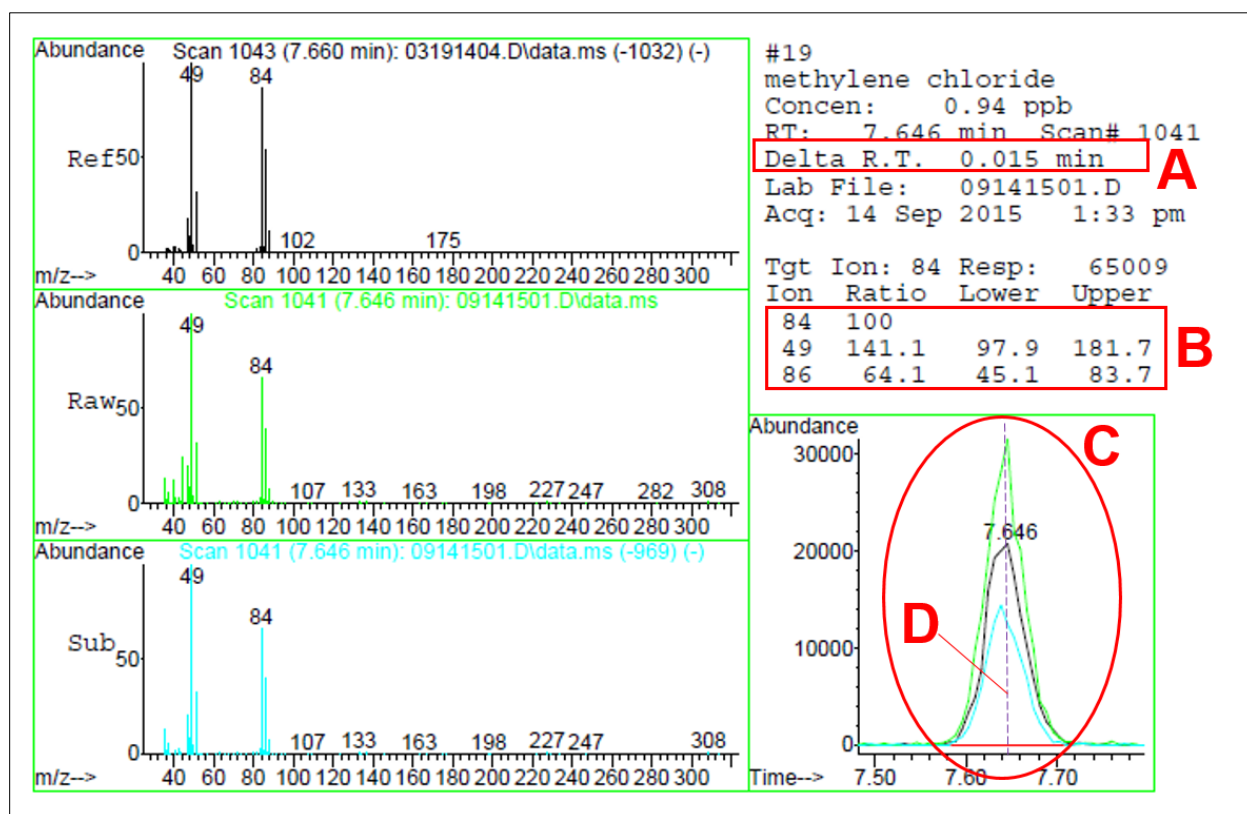 Abundance Scan 1043 (7.660 min): 03191404.D\data.ms (-1032) (-)
49 84
Ref 50
102 175
0
m/z--> 40 60 80 100 120 140 160 180 200 220 240 260 280 300
Abundance Scan 1041 (7.646 min): 09141501.D\data.ms
49
84
Raw 50
107 133 163 198 227 247 282 308
0
m/z--> 40 60 80 100 120 140 160 180 200 220 240 260 280 300
Abundance Scan 1041 (7.646 min): 09141501.D\data.ms (-969) (-)
49
84
Sub 50
107 133 163 198 227 247 308
0
m/z--> 40 60 80 100 120 140 160 180 200 220 240 260 280 300
#19
methylene chloride
Concen: 0.94 ppb
RT: 7.646 min Scan# 1041
Delta R.T. 0.015 min
A
Lab File: 09141501.D
Acq: 14 Sep 2015 1:33 pm
Tgt Ion: 84 Resp: 65009
Ion Ratio Lower Upper
84 100
49 141.1 97.9 181.7
B
86 64.1 45.1 83.7
Abundance
C
30000
7.646
20000
D
10000
0
Time--> 7.50 7.60 7.70